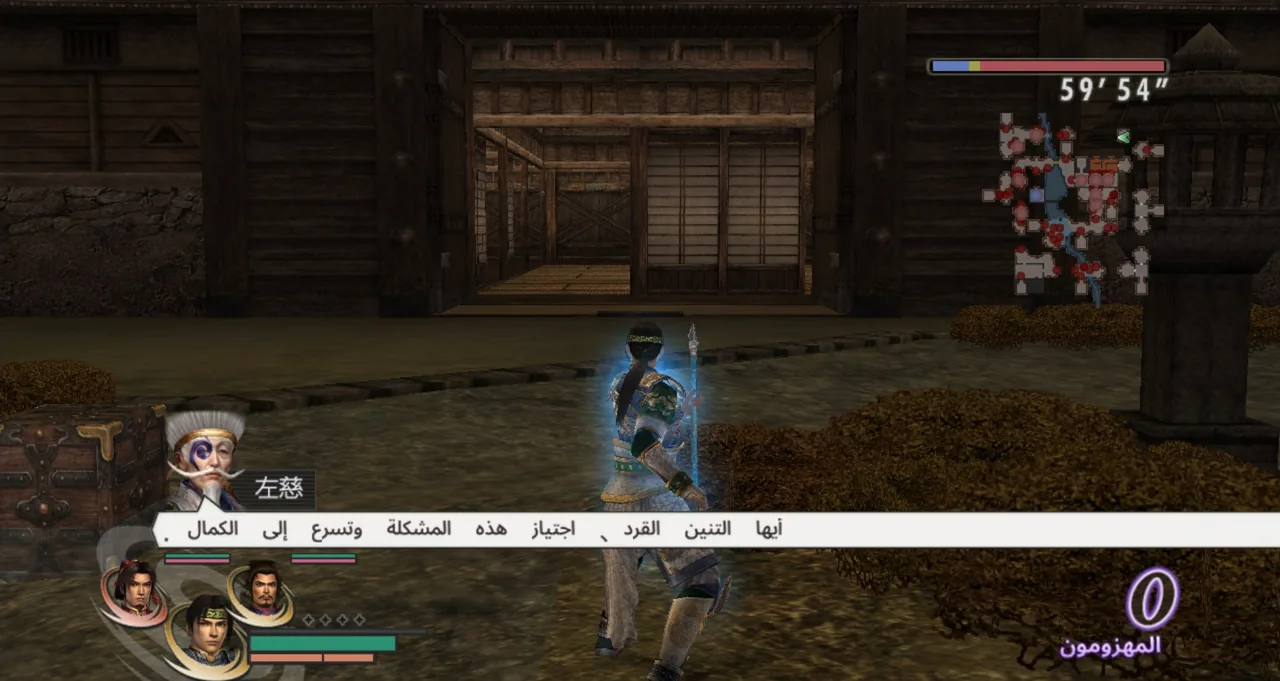 59’54”
左慈
أيها التنين القرد 、 اجتياز هذه المشكلة وتسرع إلى الكمال .
0
المهزومون